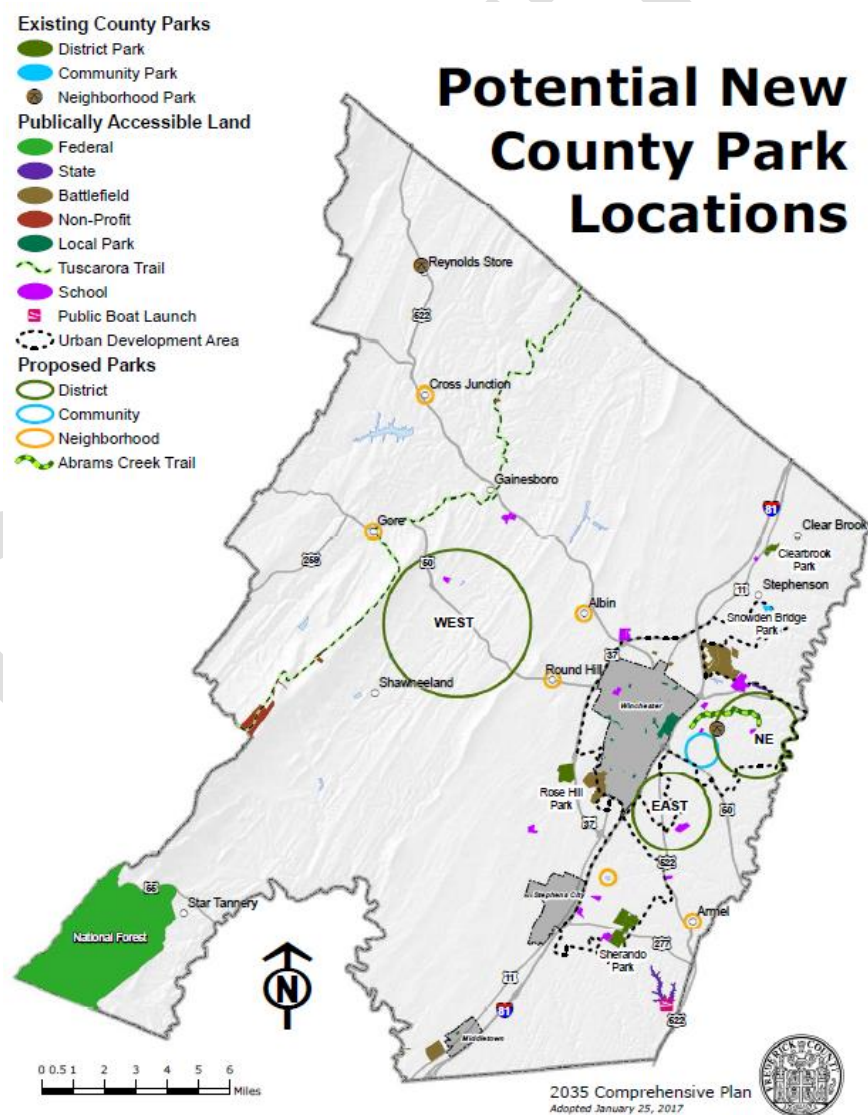 Existing County Parks
District Park
Community Park
Neighborhood Park
Publically Accessible Land
Federal
State
Battlefield
Non-Profit
Local Park
Tuscarora Trail
School
Public Boat Launch
Urban Development Area
Proposed Parks
District
Community
Neighborhood
Abrams Creek Trail
Potential New
County Park
Locations
Reynolds Store
522
Cross Junction
Gainesboro
Gore
259
50
WEST
Shawneeland
Albin
Round Hill
37
Winchester
81
Clear Brook
Clearbrook
Park
11
Stephenson
Snowden Bridge
Park
NE
EAST
50
Rose Hill
Park
37
522
Stephens City
Armel
277
Sherando
Park
522
55
Star Tannery
National Forest
N
11
81
Middletown
0 0.5 1 2 3 4 5 6
Miles
2035 Comprehensive Plan
Adopted January 25, 2017
FREDERICK COUNTY